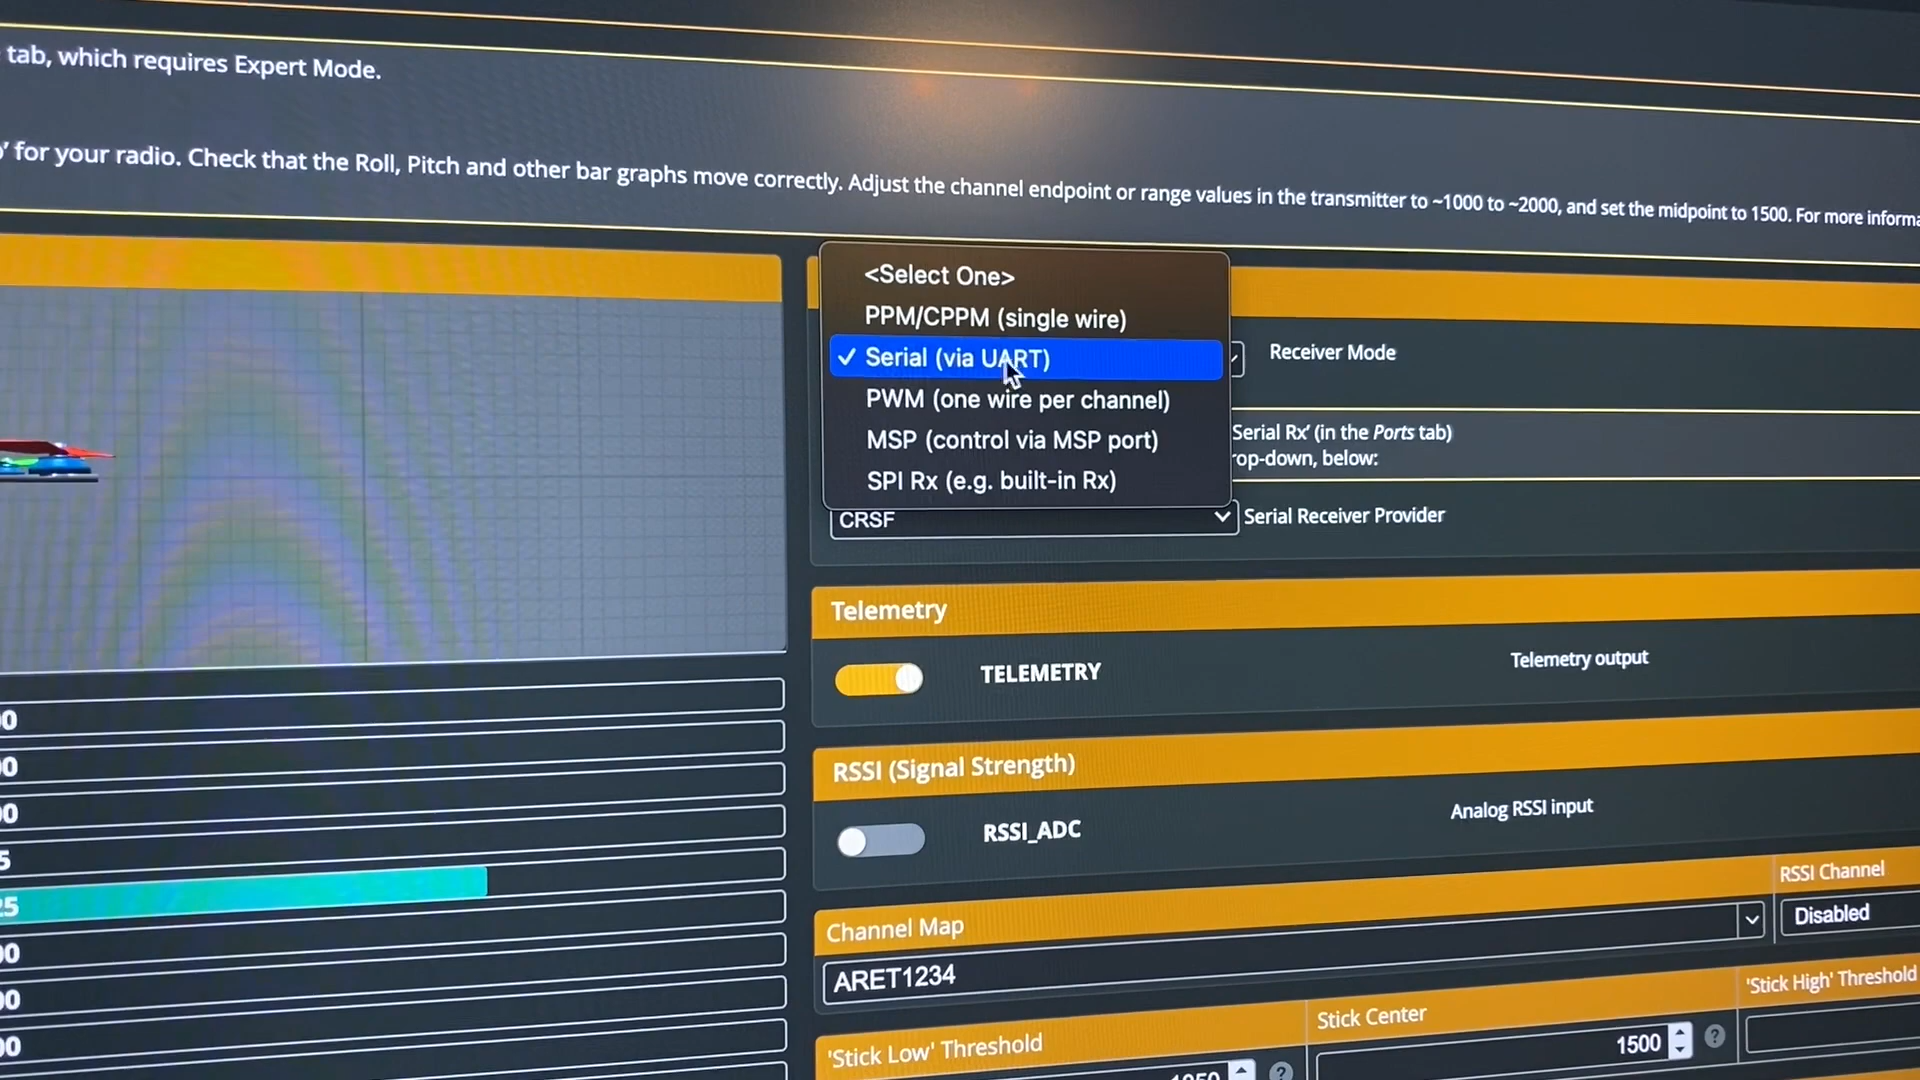 tab, which requires Expert Mode.
for your radio. Check that the Roll, Pitch and other bar graphs move correctly. Adjust the channel endpoint or range values in the transmitter to ~1000 to ~2000, and set the midpoint to 1500. For more
<Select One>
PPM/CPPM (single wire)
✓ Serial (via UART)
PWM (one wire per channel)
MSP (control via MSP port)
SPI Rx (e.g. built-in Rx)
Receiver Mode
Serial Rx' (in the Ports tab)
op-down, below:
CRSF
Serial Receiver Provider
Telemetry
TELEMETRY
Telemetry output
RSSI (Signal Strength)
RSSI_ADC
Analog RSSI input
Channel Map
ARET1234
RSSI Channel
Disabled
'Stick Low' Threshold
1050
Stick Center
1500
'Stick High' Threshold